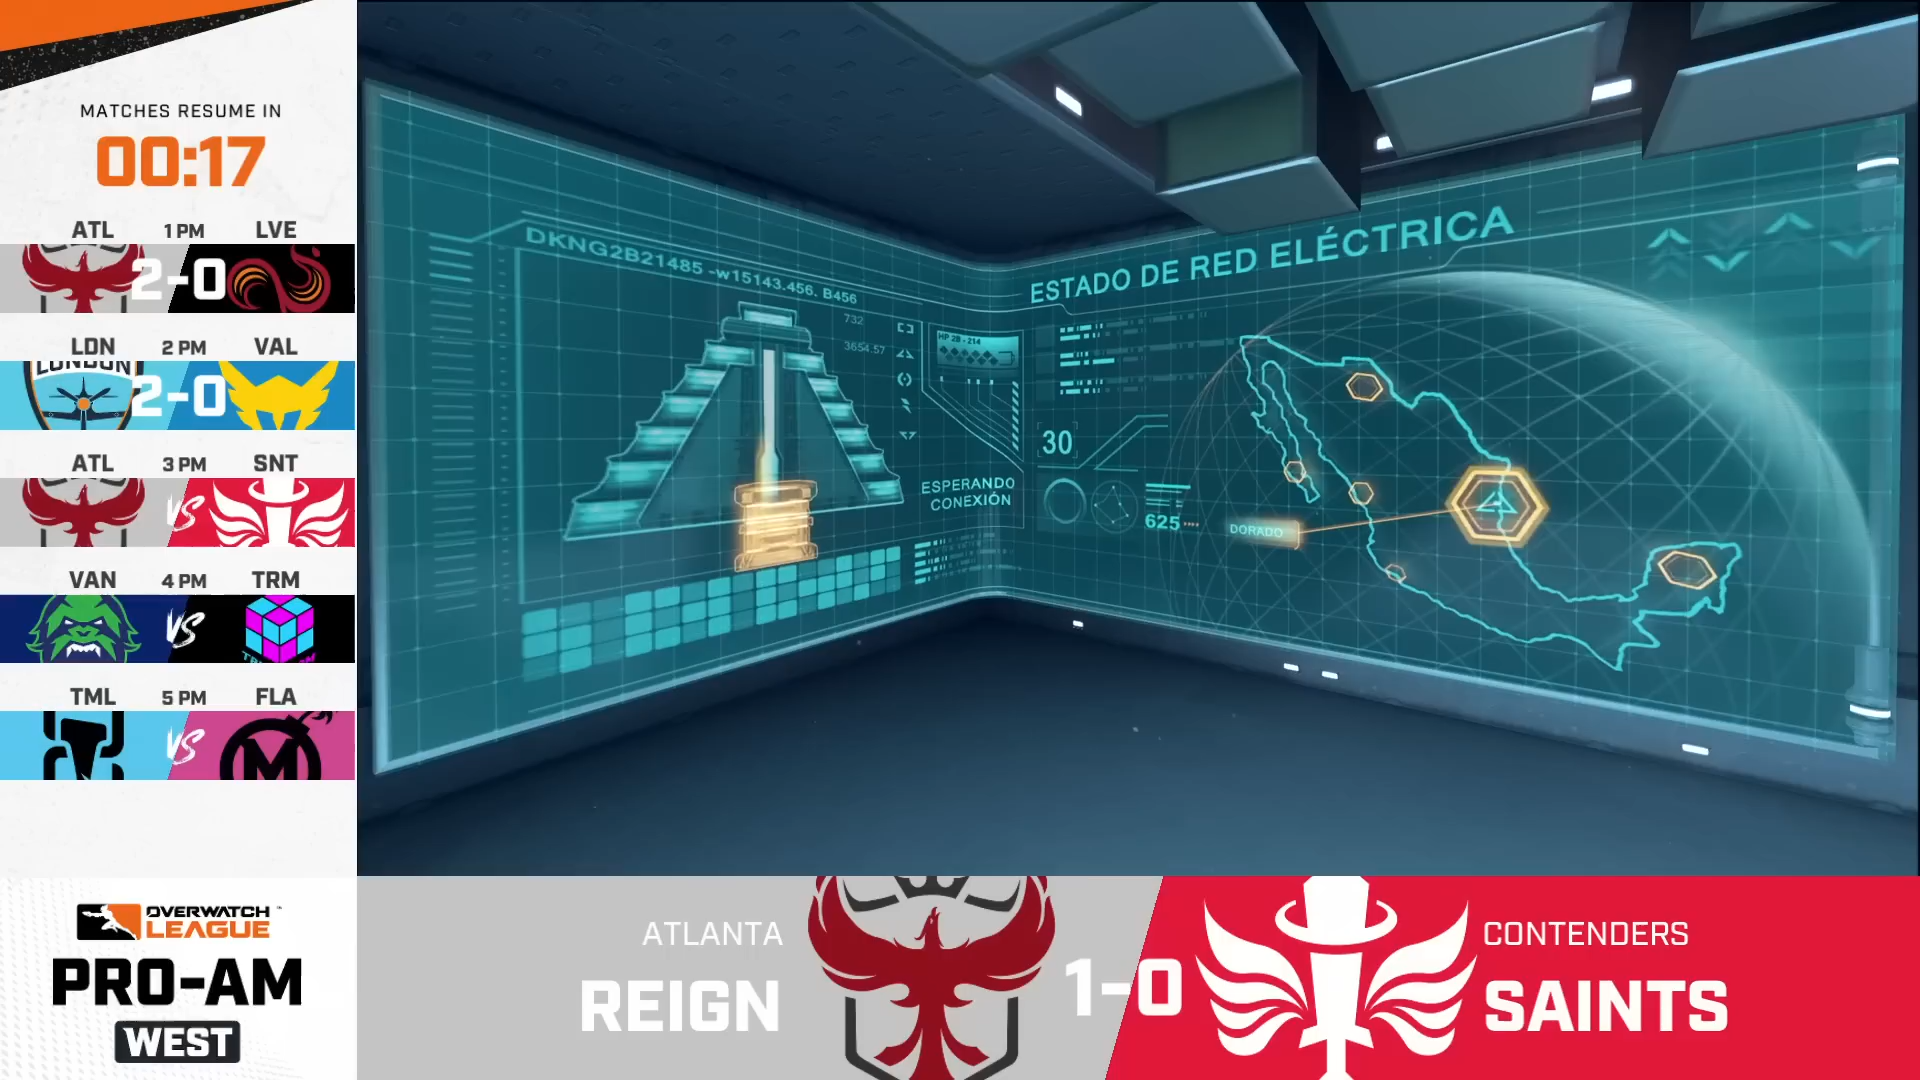 MATCHES RESUME IN
00:17
ATL 1 PM LVE
2-0
LDN 2 PM VAL
LONDON
2-0
ATL 3 PM SNT
VS
VAN 4 PM TRM
VS
TML 5 PM FLA
VS
M
OVERWATCH
LEAGUE
PRO-AM
WEST
DKNG2B21485 -w15143.456. B456
732
3654.57
HP 2B - 214
ESPERANDO
CONEXIÓN
ESTADO DE RED ELÉCTRICA
30
625
DORADO
ATLANTA
REIGN
1-0
CONTENDERS
SAINTS